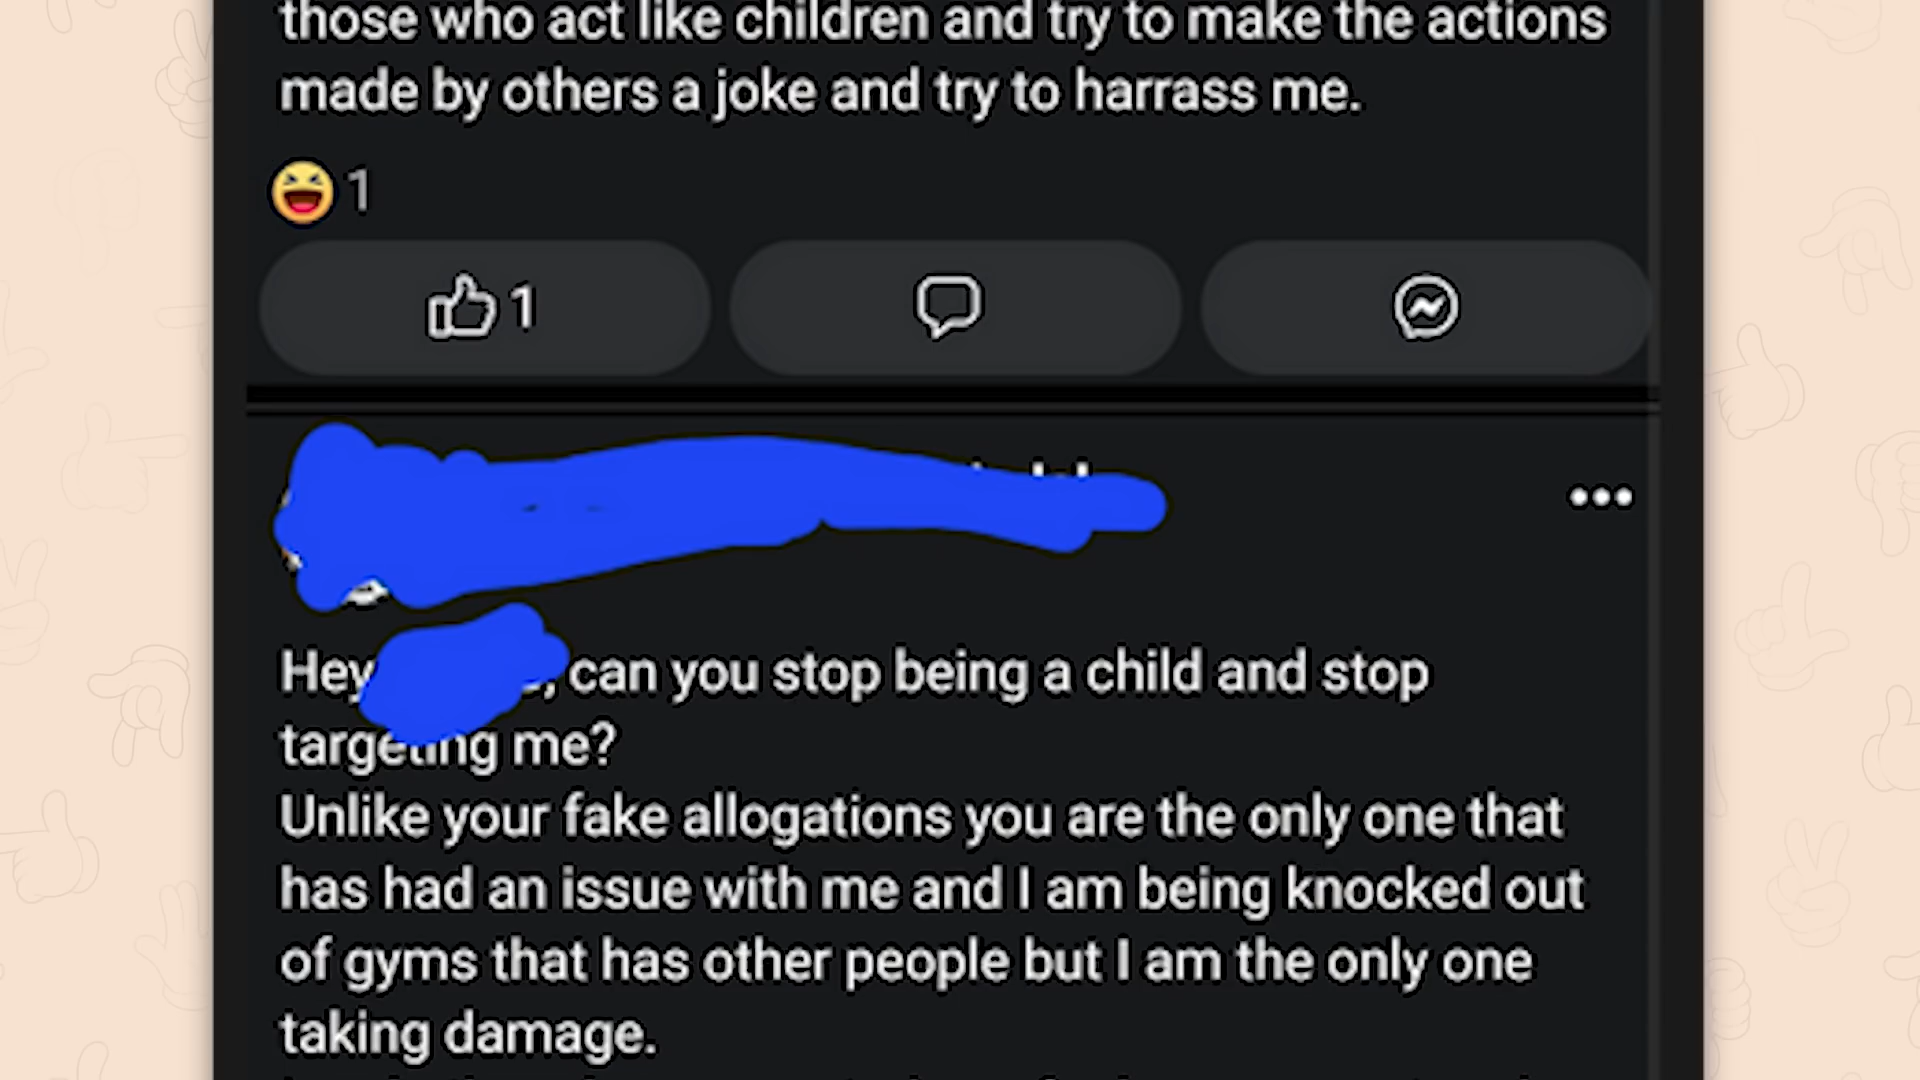 those who act like children and try to make the actions
made by others a joke and try to harrass me.
1
1
Hey can you stop being a child and stop
targeting me?
Unlike your fake allogations you are the only one that
has had an issue with me and I am being knocked out
of gyms that has other people but I am the only one
taking damage.